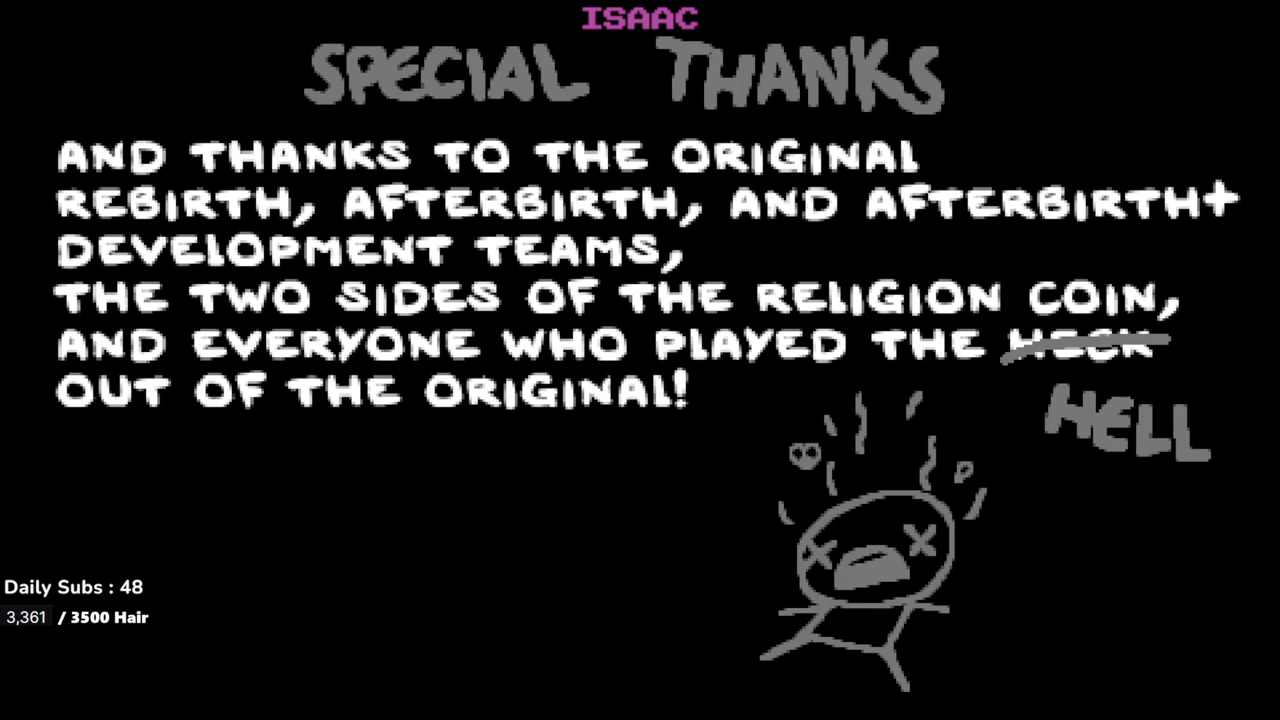 ISAAC
SPECIAL THANKS
AND THANKS TO THE ORIGINAL
REBIRTH, AFTERBIRTH, AND AFTERBIRTH+
DEVELOPMENT TEAMS,
THE TWO SIDES OF THE RELIGION COIN,
AND EVERYONE WHO PLAYED THE HECK
HELL
OUT OF THE ORIGINAL!
Daily Subs : 48
3,361 / 3500 Hair